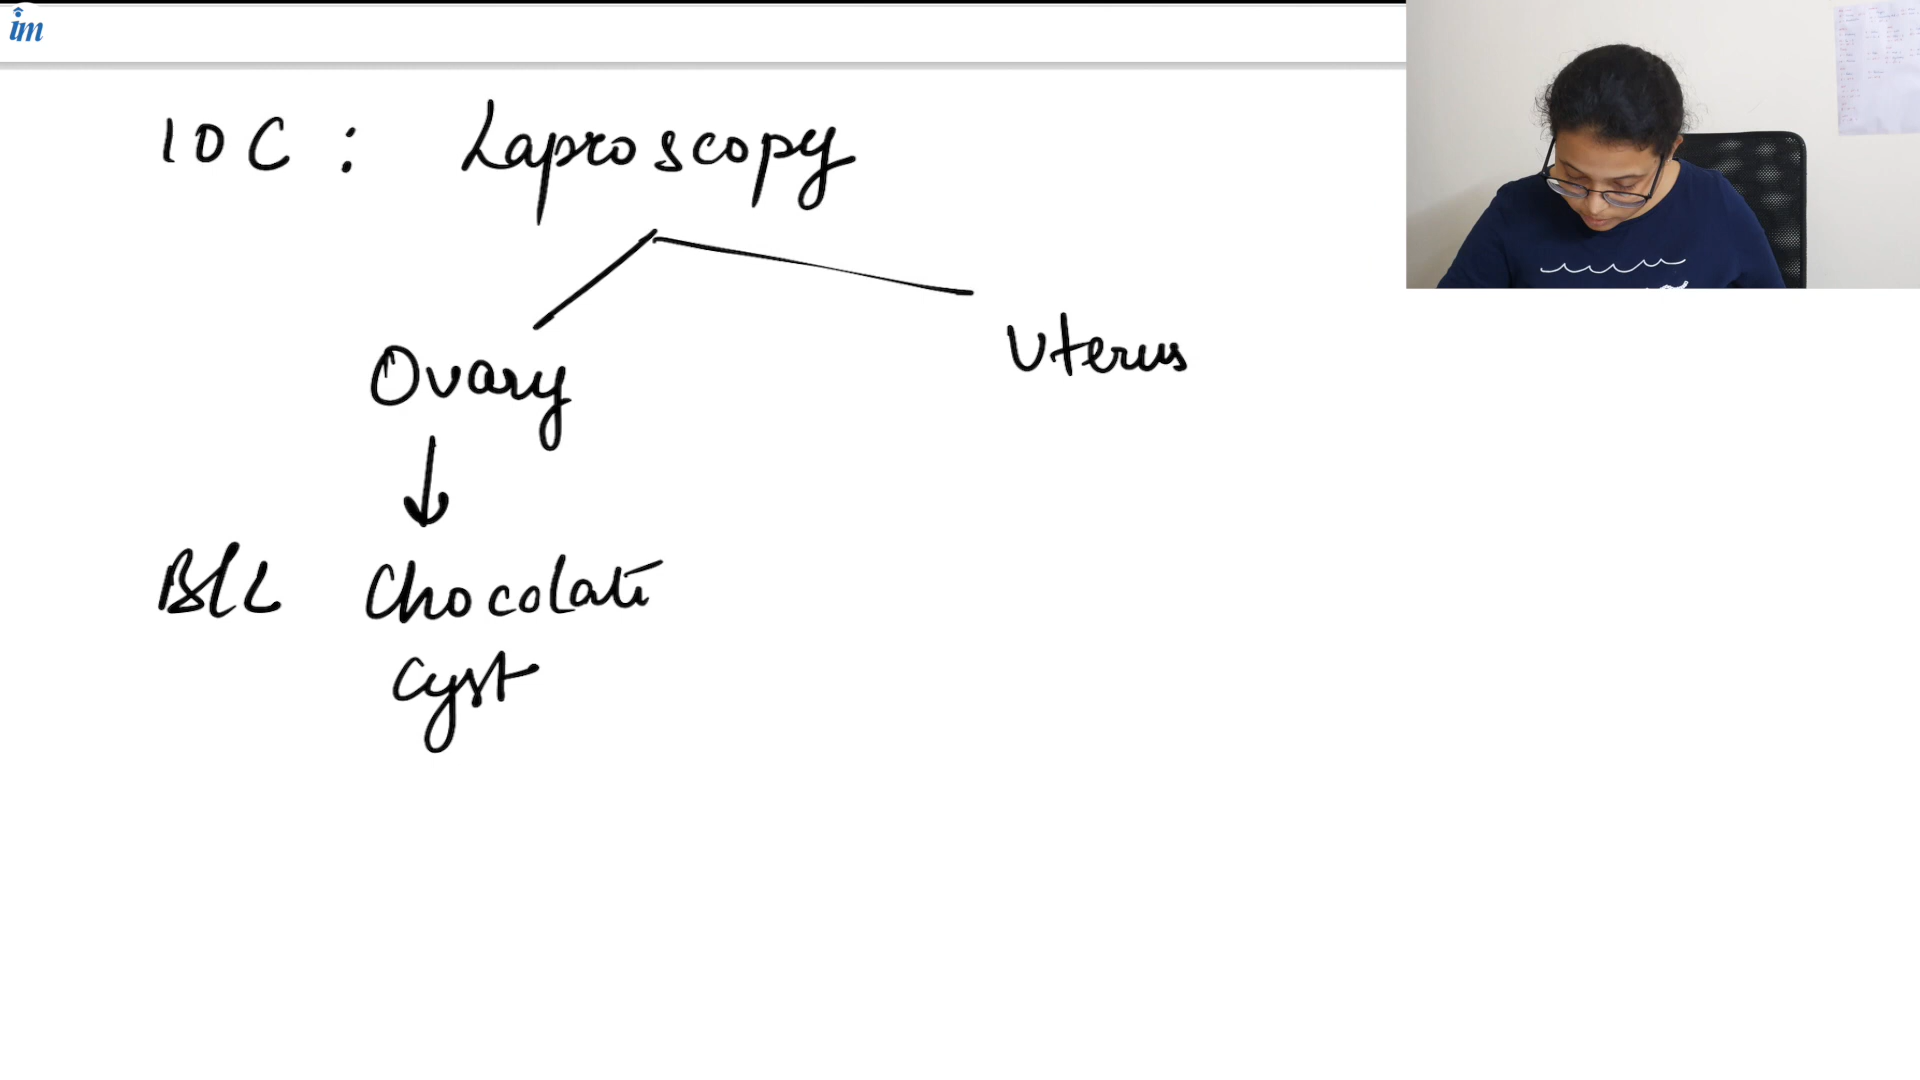 im
IOC : Laproscopy
Ovary
Uterus
B/L Chocolate
Cyst